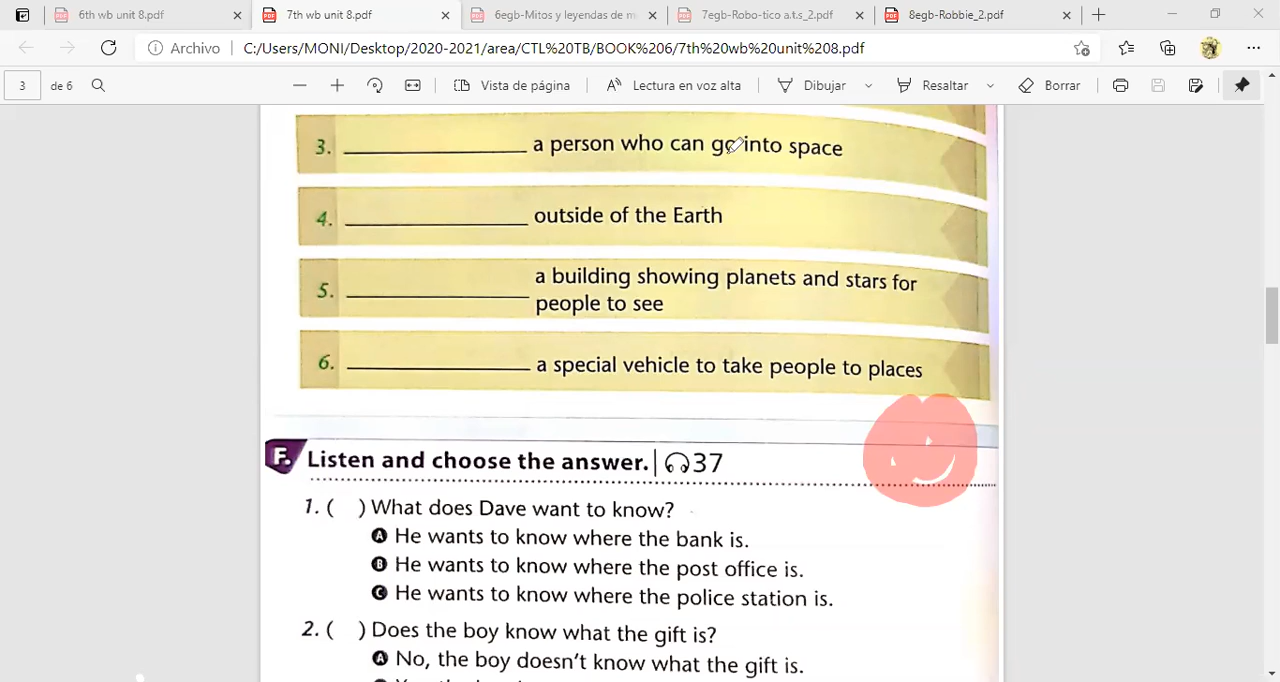 6th wb unit 8.pdf
7th wb unit 8.pdf
6egb-Mitos y leyendas de m
7egb-Robo-tico a.t.s_2.pdf
8egb-Robbie_2.pdf
Archivo
C:/Users/MONI/Desktop/2020-2021/area/CTL%20TB/BOOK%206/7th%20wb%20unit%208.pdf
3
de 6
Vista de página
Lectura en voz alta
Dibujar
Resaltar
Borrar
3. ____________ a person who can go into space
4. ____________ outside of the Earth
5. ____________ a building showing planets and stars for
people to see
6. ____________ a special vehicle to take people to places
F. Listen and choose the answer. | 37
1. ( ) What does Dave want to know?
A He wants to know where the bank is.
B He wants to know where the post office is.
C He wants to know where the police station is.
2. ( ) Does the boy know what the gift is?
A No, the boy doesn't know what the gift is.